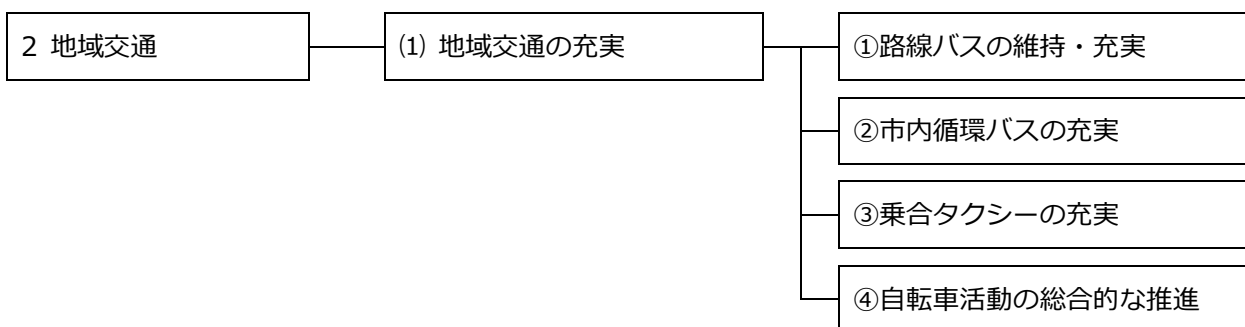 2 地域交通
⑴ 地域交通の充実
①路線バスの維持・充実
②市内循環バスの充実
③乗合タクシーの充実
④自転車活動の総合的な推進